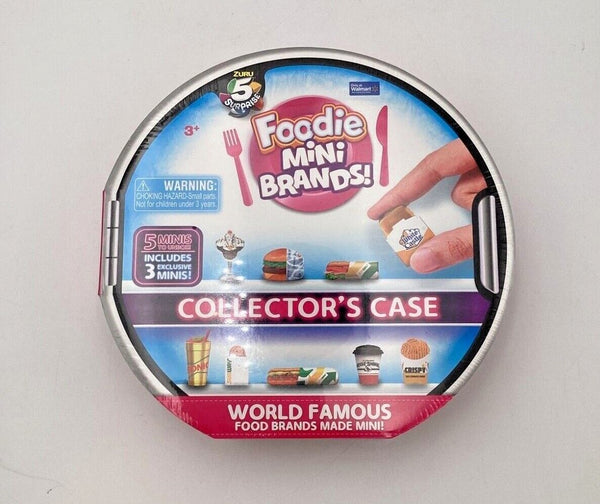 ZURU
5
SURPRISE
Only at
Walmart
3+
Foodie
MiNi
BRANDS!
WARNING:
CHOKING HAZARD-Small parts
Not for children under 3 years.
5 MINIS
TO UNBOX!
INCLUDES
3 EXCLUSIVE
MINIS!
COLLECTOR'S CASE
SONIC
CRISPY
WORLD FAMOUS
FOOD BRANDS MADE MINI!